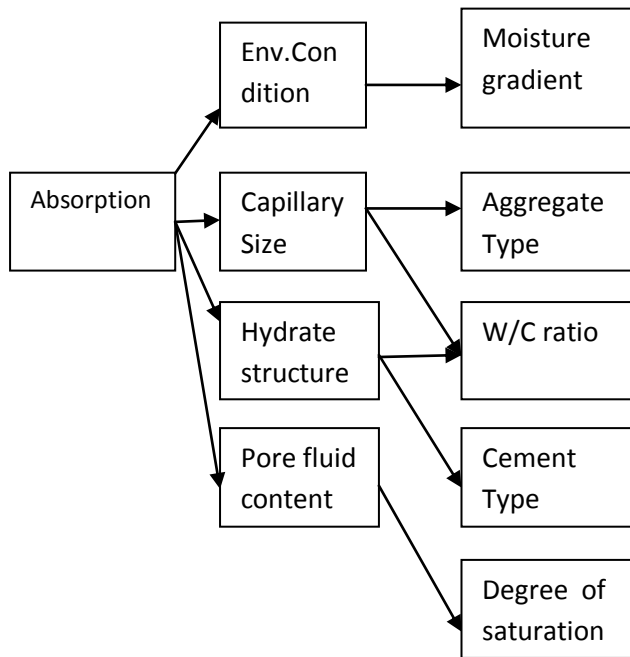 Env.Con
dition
Moisture
gradient
Absorption
Capillary
Size
Aggregate
Type
Hydrate
structure
W/C ratio
Pore fluid
content
Cement
Type
Degree of
saturation